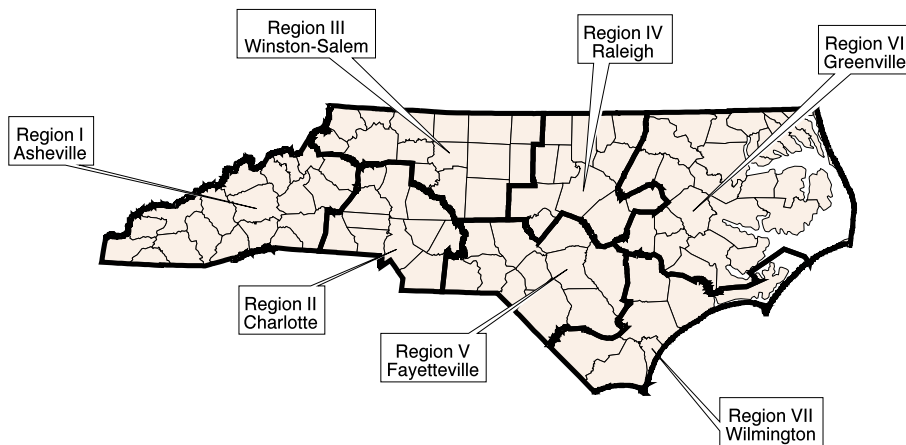 Region III
Winston-Salem
Region IV
Raleigh
Region VI
Greenville
Region I
Asheville
Region II
Charlotte
Region V
Fayetteville
Region VII
Wilmington